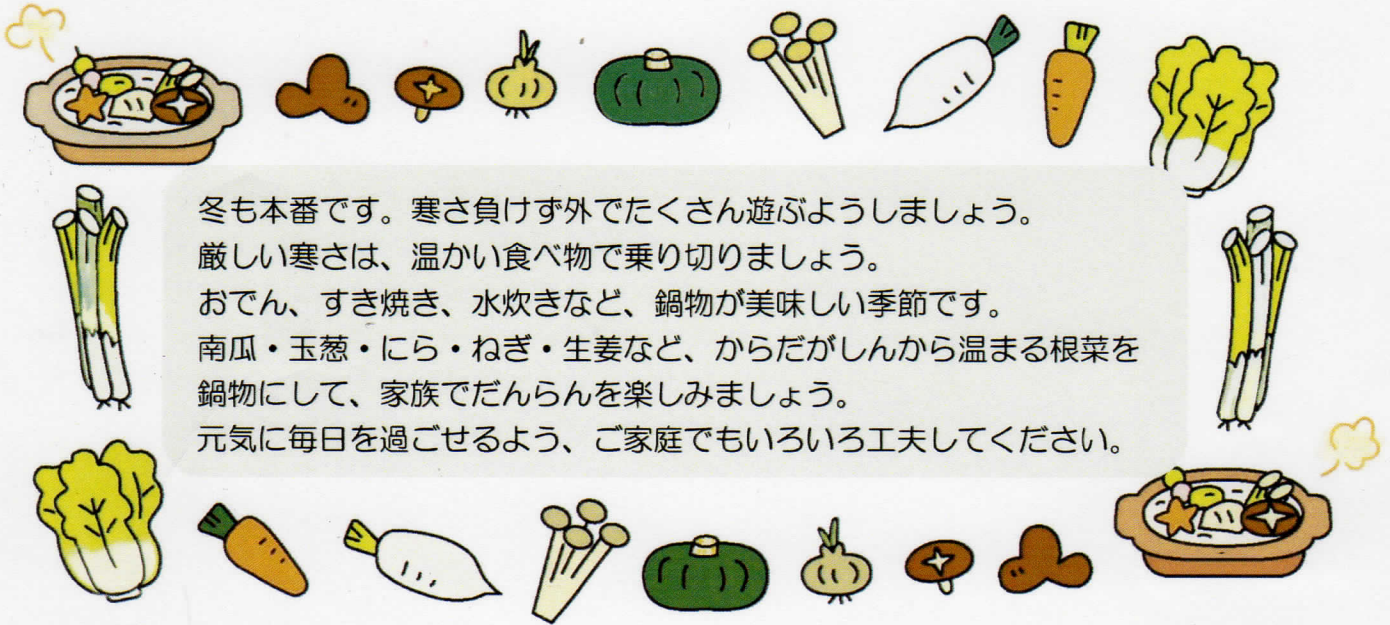 冬も本番です。寒さ負けず外でたくさん遊ぶようしましょう。
厳しい寒さは、温かい食べ物で乗り切りましょう。
おでん、すき焼き、水炊きなど、鍋物が美味しい季節です。
南瓜・玉葱・にら・ねぎ・生姜など、からだがしんから温まる根菜を
鍋物にして、家族でだんらんを楽しみましょう。
元気に毎日を過ごせるよう、ご家庭でもいろいろ工夫してください。